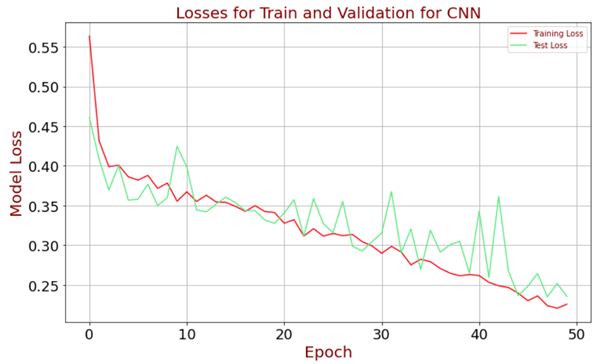 Losses for Train and Validation for CNN
Training Loss
Test Loss
0.55
0.50
0.45
0.40
0.35
0.30
0.25
Model Loss
0 10 20 30 40 50
Epoch